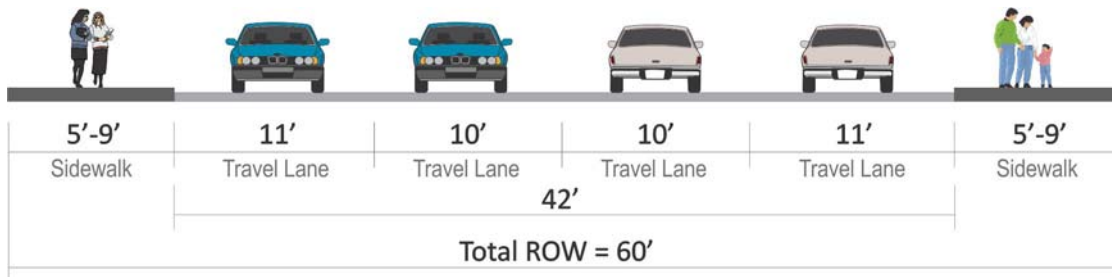 5’-9’ 11’ 10’ 10’ 11’ 5’-9’
Sidewalk Travel Lane Travel Lane Travel Lane Travel Lane Sidewalk
42’
Total ROW = 60’